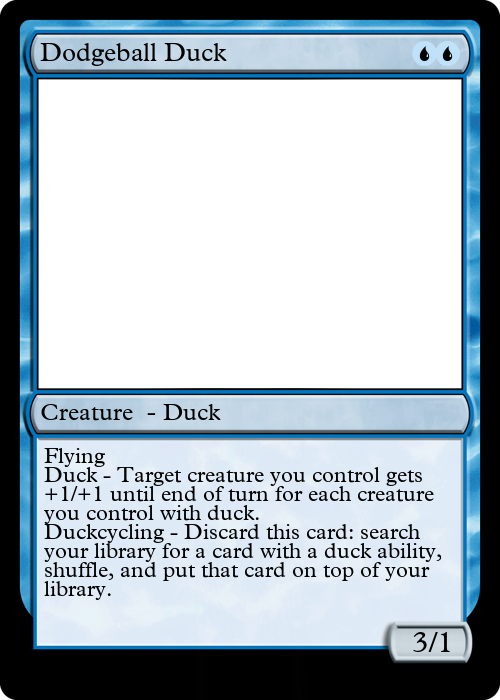 Dodgeball Duck
Creature - Duck
Flying
Duck - Target creature you control gets
+1/+1 until end of turn for each creature
you control with duck.
Duckcycling - Discard this card: search
your library for a card with a duck ability,
shuffle, and put that card on top of your
library.
3/1